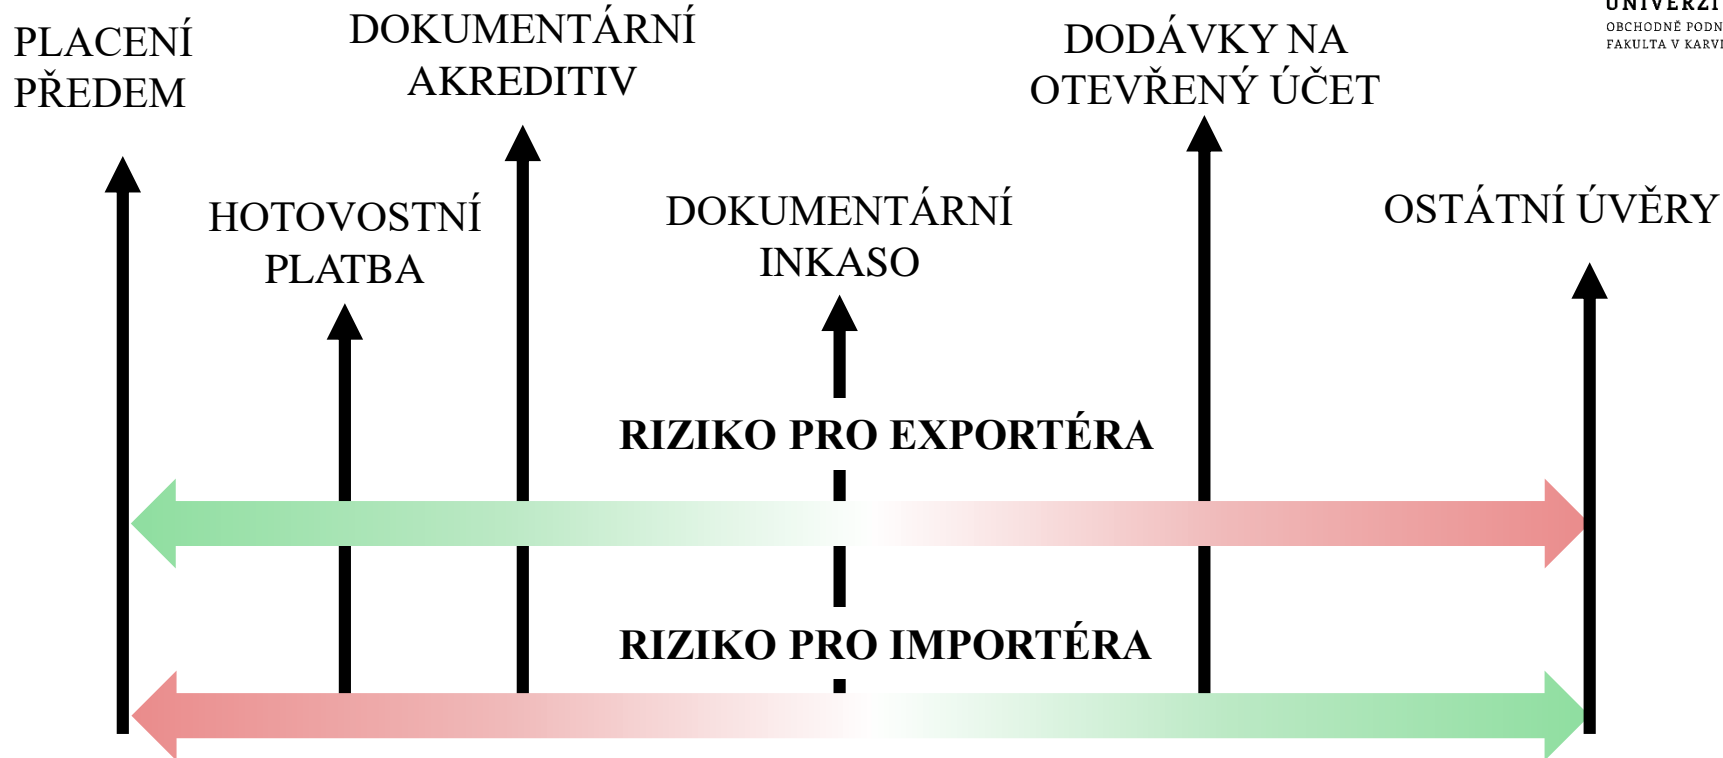 PLACENÍ
PŘEDEM
DOKUMENTÁRNÍ
AKREDITIV
DODÁVKY NA
OTEVŘENÝ ÚČET
OBCHODNĚ PODN
FAKULTA V KARVI
HOTOVOSTNÍ
PLATBA
DOKUMENTÁRNÍ
INKASO
OSTÁTNÍ ÚVĚRY
RIZIKO PRO EXPORTÉRA
RIZIKO PRO IMPORTÉRA